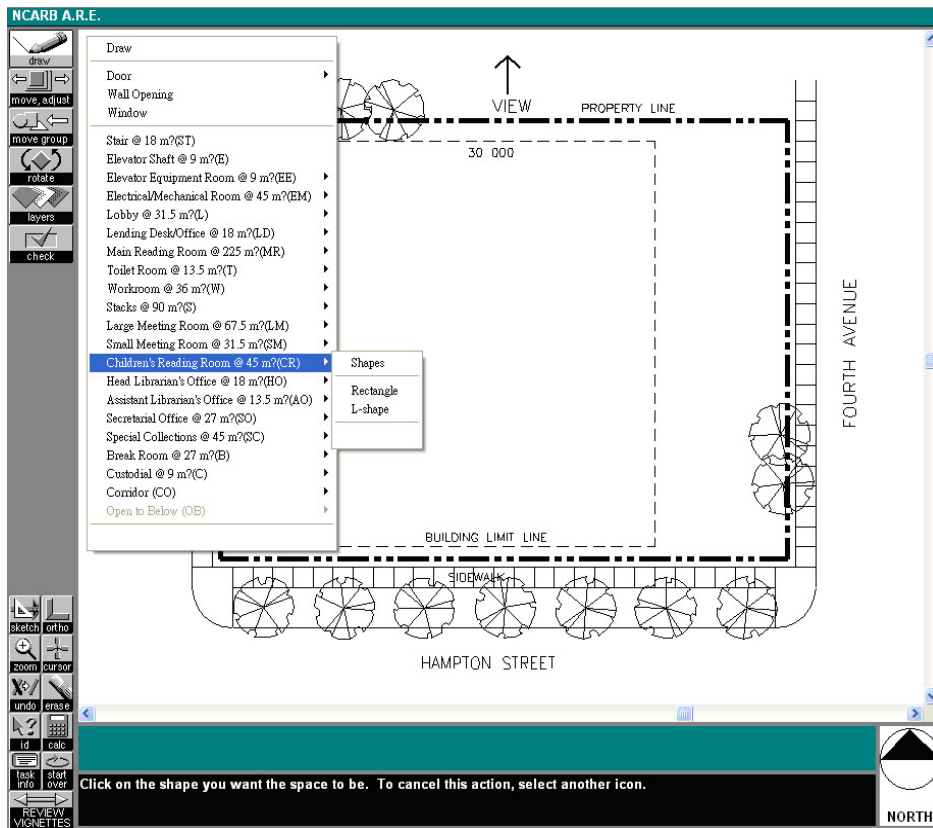 NCARB A.R.E.
draw
move, adjust
move group
rotate
layers
check
sketch ortho
zoom cursor
undo erase
id calc
task info start over
REVIEW VIGNETTES
Draw
Door
Wall Opening
Window
Stair @ 18 m?(ST)
Elevator Shaft @ 9 m?(E)
Elevator Equipment Room @ 9 m?(EE)
Electrical/Mechanical Room @ 45 m?(EM)
Lobby @ 31.5 m?(L)
Lending Desk/Office @ 18 m?(LD)
Main Reading Room @ 225 m?(MR)
Toilet Room @ 13.5 m?(T)
Workroom @ 36 m?(W)
Stacks @ 90 m?(S)
Large Meeting Room @ 67.5 m?(LM)
Small Meeting Room @ 31.5 m?(SM)
Children's Reading Room @ 45 m?(CR)
Head Librarian's Office @ 18 m?(HO)
Assistant Librarian's Office @ 13.5 m?(AO)
Secretarial Office @ 27 m?(SO)
Special Collections @ 45 m?(SC)
Break Room @ 27 m?(B)
Custodial @ 9 m?(C)
Corridor (CO)
Open to Below (OB)
Shapes
Rectangle
L-shape
VIEW
PROPERTY LINE
30 000
FOURTH AVENUE
BUILDING LIMIT LINE
SIDEWALK
HAMPTON STREET
Click on the shape you want the space to be. To cancel this action, select another icon.
NORTH